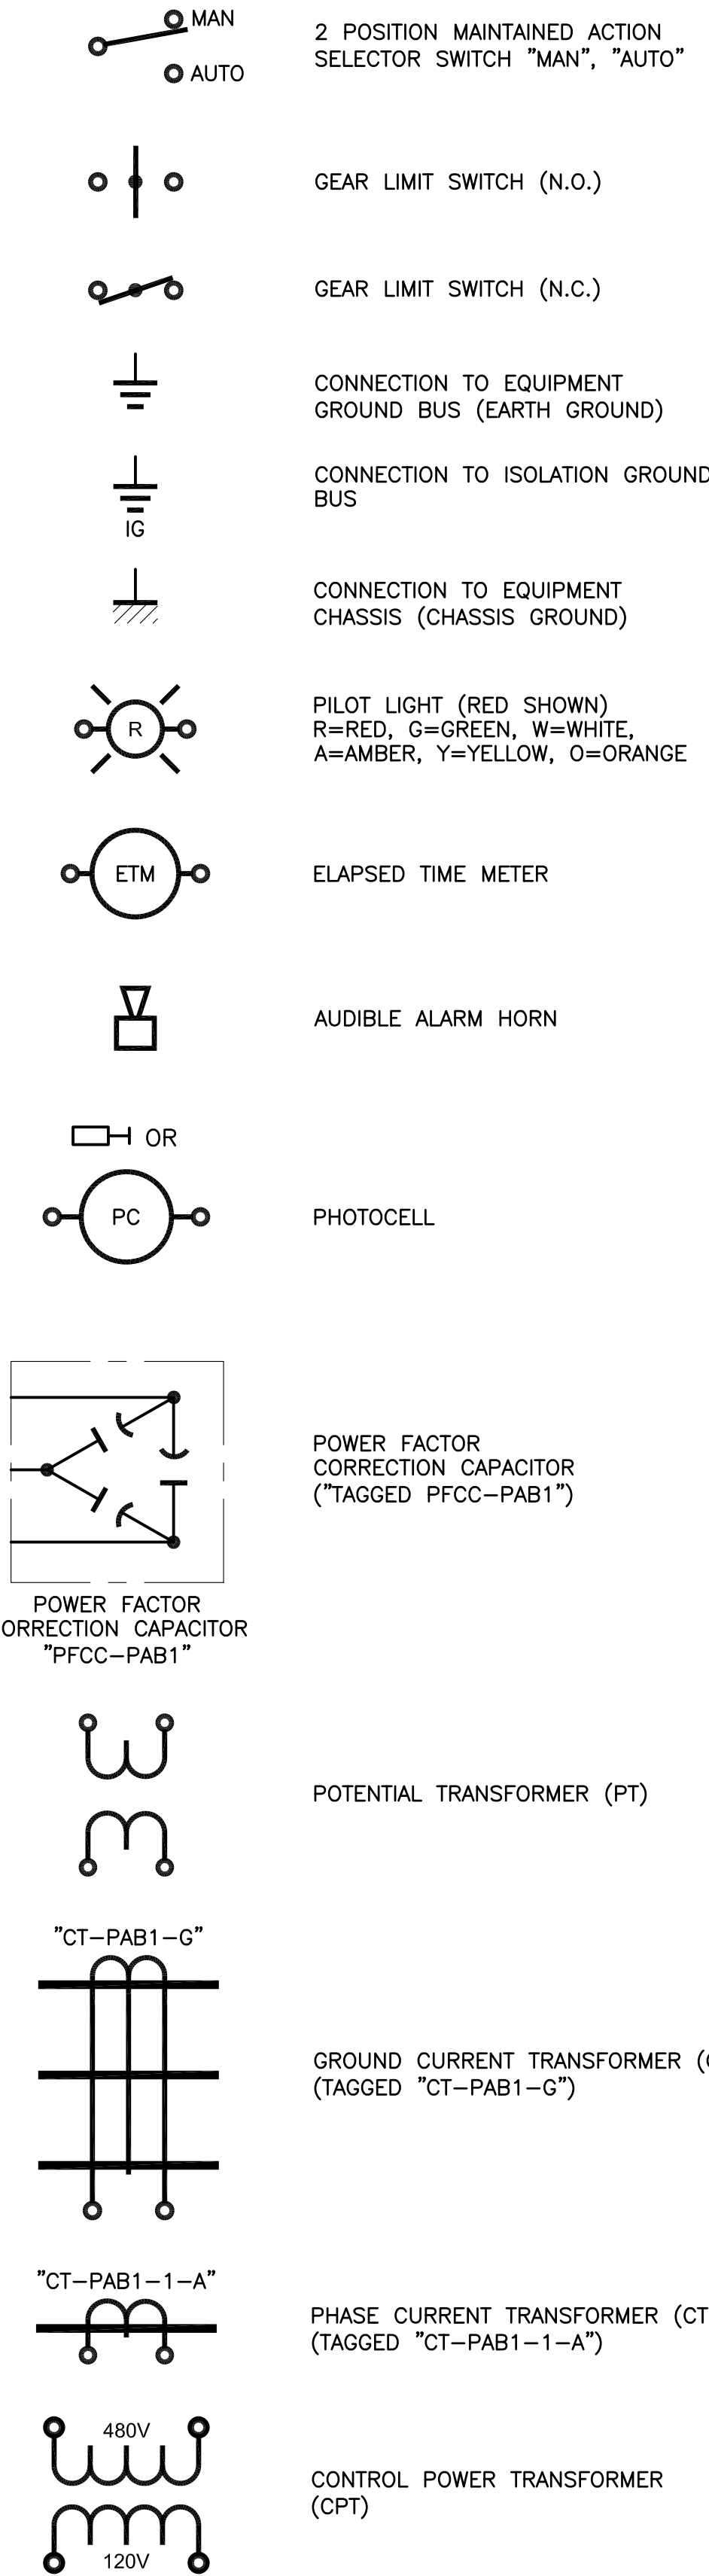 MAN
2 POSITION MAINTAINED ACTION
SELECTOR SWITCH "MAN", "AUTO"
AUTO
GEAR LIMIT SWITCH (N.O.)
GEAR LIMIT SWITCH (N.C.)
CONNECTION TO EQUIPMENT
GROUND BUS (EARTH GROUND)
CONNECTION TO ISOLATION GROUND
BUS
IG
CONNECTION TO EQUIPMENT
CHASSIS (CHASSIS GROUND)
PILOT LIGHT (RED SHOWN)
R=RED, G=GREEN, W=WHITE,
A=AMBER, Y=YELLOW, O=ORANGE
R
ETM
ELAPSED TIME METER
AUDIBLE ALARM HORN
OR
PC
PHOTOCELL
POWER FACTOR
CORRECTION CAPACITOR
("TAGGED PFCC-PAB1")
POWER FACTOR
ORRECTION CAPACITOR
"PFCC-PAB1"
POTENTIAL TRANSFORMER (PT)
"CT-PAB1-G"
GROUND CURRENT TRANSFORMER (
(TAGGED "CT-PAB1-G")
"CT-PAB1-1-A"
PHASE CURRENT TRANSFORMER (CT
(TAGGED "CT-PAB1-1-A")
480V
CONTROL POWER TRANSFORMER
(CPT)
120V